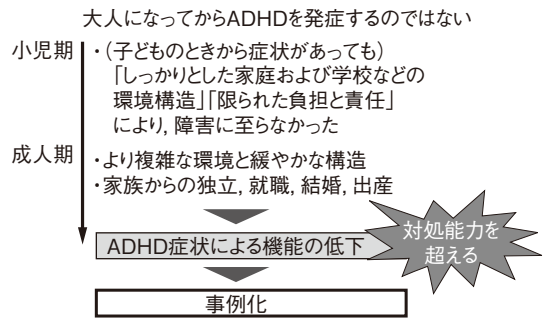 大人になってからADHDを発症するのではない
小児期
・(子どものときから症状があっても)
「しっかりとした家庭および学校などの
環境構造」「限られた負担と責任」
により，障害に至らなかった
成人期
・より複雑な環境と緩やかな構造
・家族からの独立，就職，結婚，出産
対処能力を
超える
ADHD症状による機能の低下
事例化